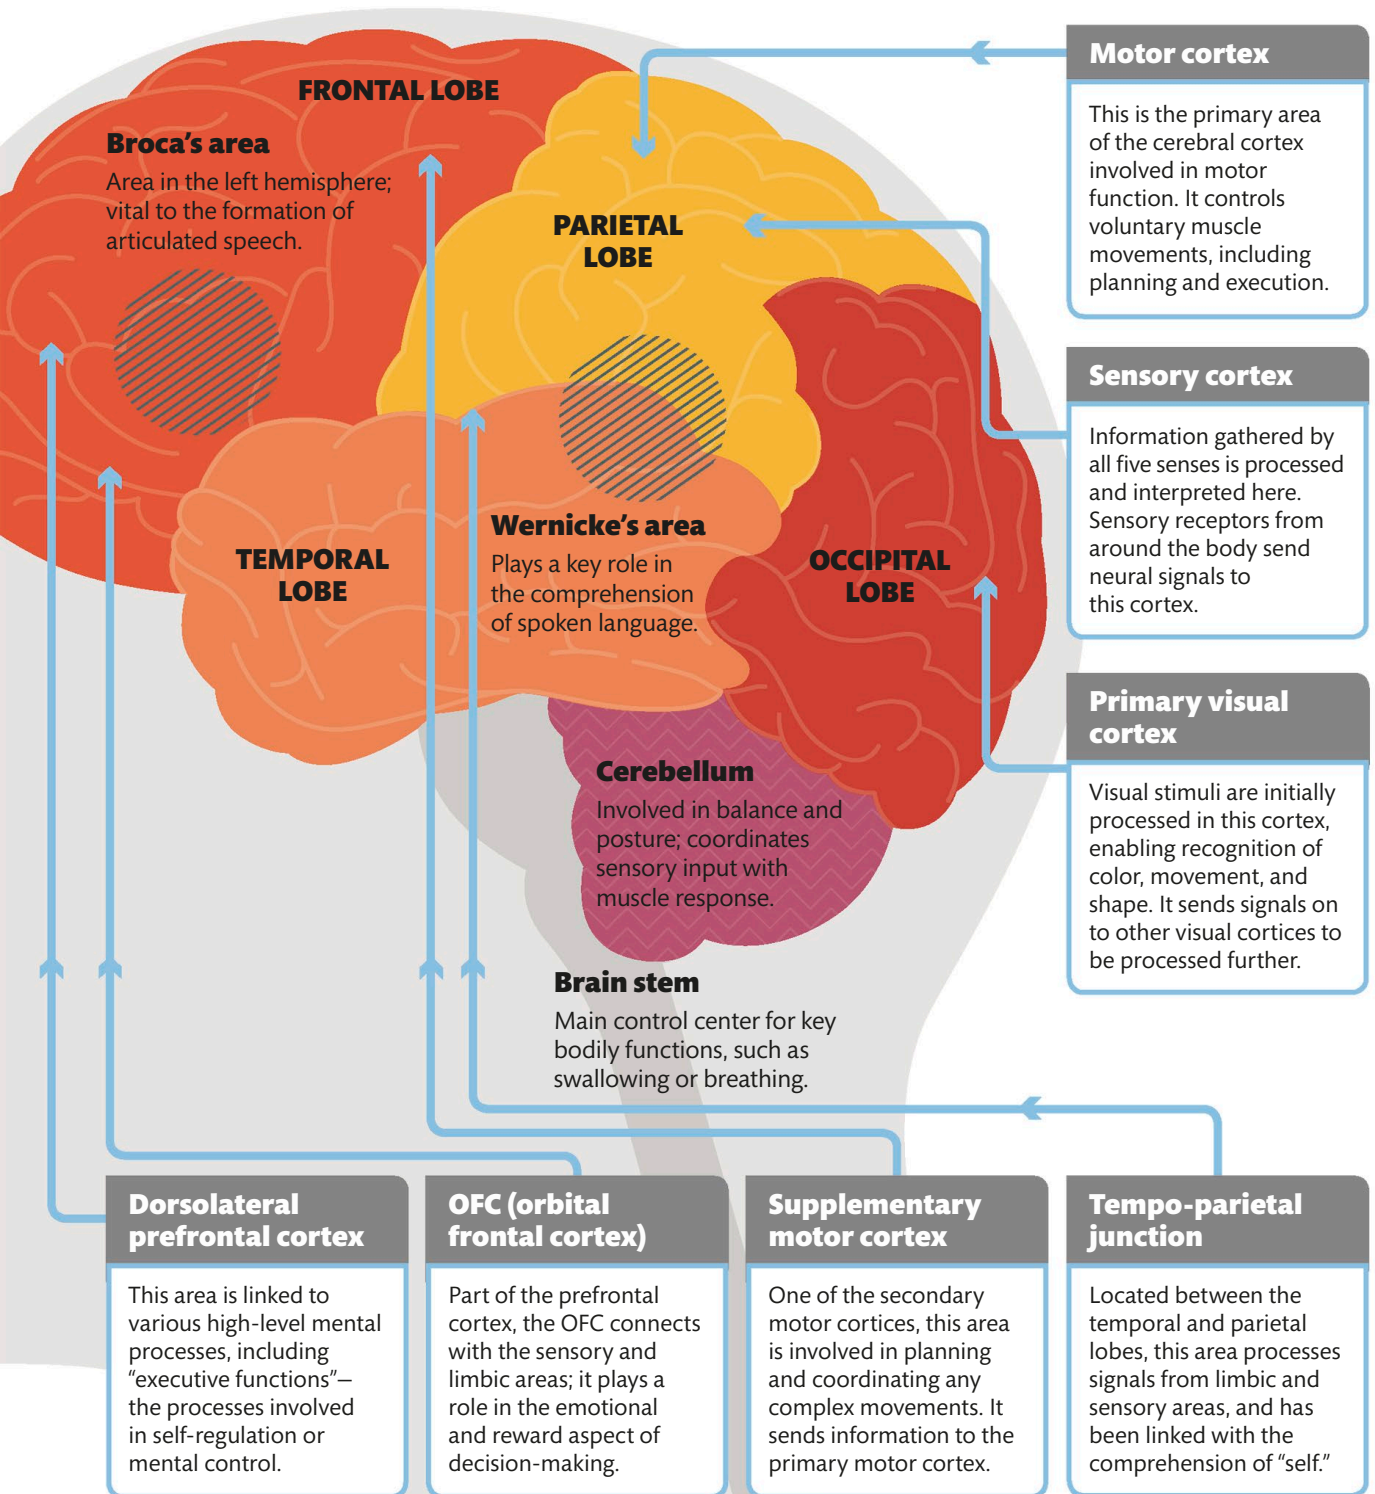 FRONTAL LOBE
Broca's area
Area in the left hemisphere;
vital to the formation of
articulated speech.
PARIETAL
LOBE
TEMPORAL
LOBE
Wernicke's area
Plays a key role in
the comprehension
of spoken language.
OCCIPITAL
LOBE
Cerebellum
Involved in balance and
posture; coordinates
sensory input with
muscle response.
Brain stem
Main control center for key
bodily functions, such as
swallowing or breathing.
Motor cortex
This is the primary area
of the cerebral cortex
involved in motor
function. It controls
voluntary muscle
movements, including
planning and execution.
Sensory cortex
Information gathered by
all five senses is processed
and interpreted here.
Sensory receptors from
around the body send
neural signals to
this cortex.
Primary visual
cortex
Visual stimuli are initially
processed in this cortex,
enabling recognition of
color, movement, and
shape. It sends signals on
to other visual cortices to
be processed further.
Dorsolateral
prefrontal cortex
This area is linked to
various high-level mental
processes, including
“executive functions”—
the processes involved
in self-regulation or
mental control.
OFC (orbital
frontal cortex)
Part of the prefrontal
cortex, the OFC connects
with the sensory and
limbic areas; it plays a
role in the emotional
and reward aspect of
decision-making.
Supplementary
motor cortex
One of the secondary
motor cortices, this area
is involved in planning
and coordinating any
complex movements. It
sends information to the
primary motor cortex.
Tempo-parietal
junction
Located between the
temporal and parietal
lobes, this area processes
signals from limbic and
sensory areas, and has
been linked with the
comprehension of “self.”